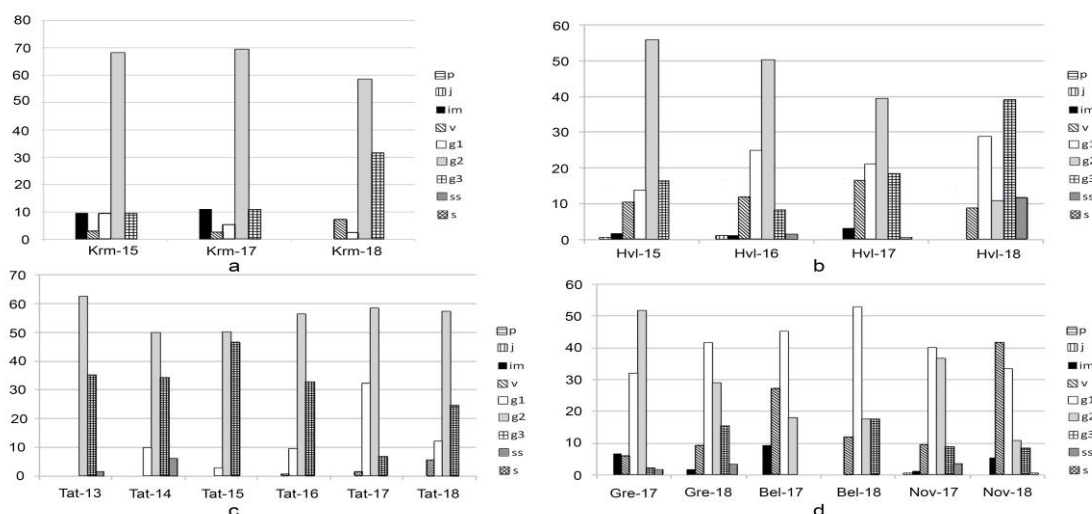 80
70
60
50
40
30
20
10
0
Krm-15 Krm-17 Krm-18
a
p
j
im
v
g1
g2
g3
ss
s
60
50
40
30
20
10
0
Hvl-15 Hvl-16 Hvl-17 Hvl-18
b
p
j
im
v
g1
g2
g3
ss
s
70
60
50
40
30
20
10
0
Tat-13 Tat-14 Tat-15 Tat-16 Tat-17 Tat-18
c
p
j
im
v
g1
g2
g3
ss
s
60
50
40
30
20
10
0
Gre-17 Gre-18 Bel-17 Bel-18 Nov-17 Nov-18
d
p
j
im
v
g1
g2
g3
ss
s